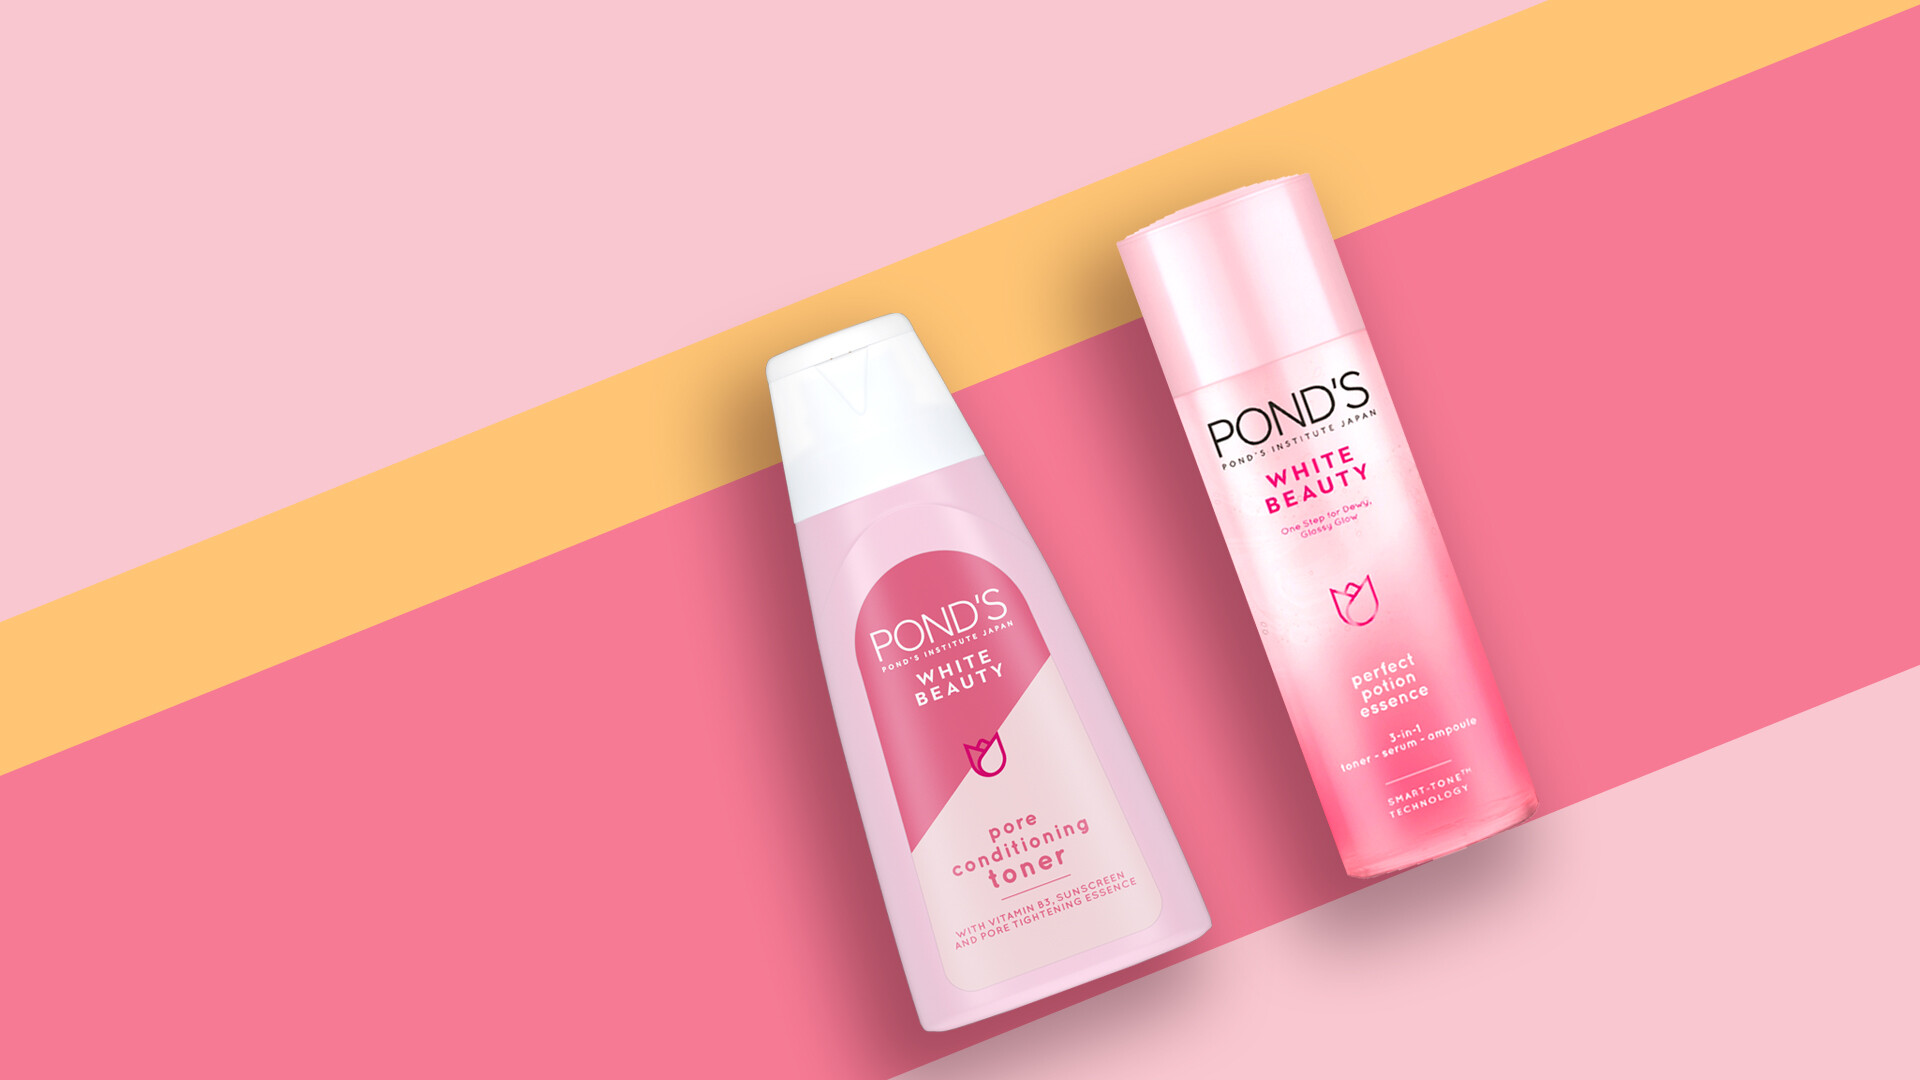 POND'S
POND'S INSTITUTE JAPAN
WHITE
BEAUTY
pore
conditioning
toner
WITH VITAMIN B3, SUNSCREEN
AND PORE TIGHTENING ESSENCE
POND'S
POND'S INSTITUTE JAPAN
WHITE
BEAUTY
One Step for Dewy,
Glossy Glow
perfect
potion
essence
3-in-1
toner - serum - ampoule
SMART-TONE™
TECHNOLOGY